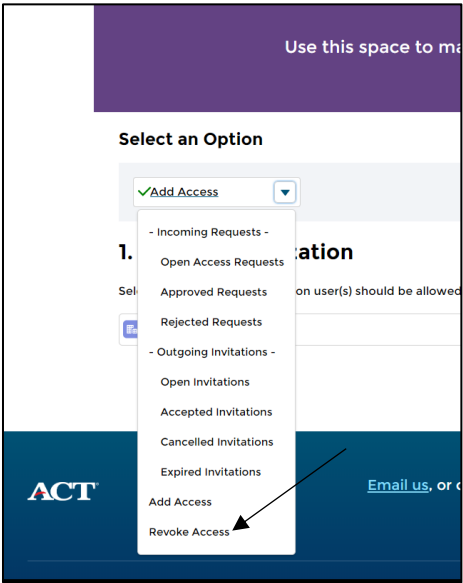 Use this space to ma
Select an Option
Add Access
- Incoming Requests -
1. ation
Open Access Requests
Sel on user(s) should be allowed
Approved Requests
Rejected Requests
- Outgoing Invitations -
Open Invitations
Accepted Invitations
Cancelled Invitations
Expired Invitations
ACT
Email us, or
Add Access
Revoke Access